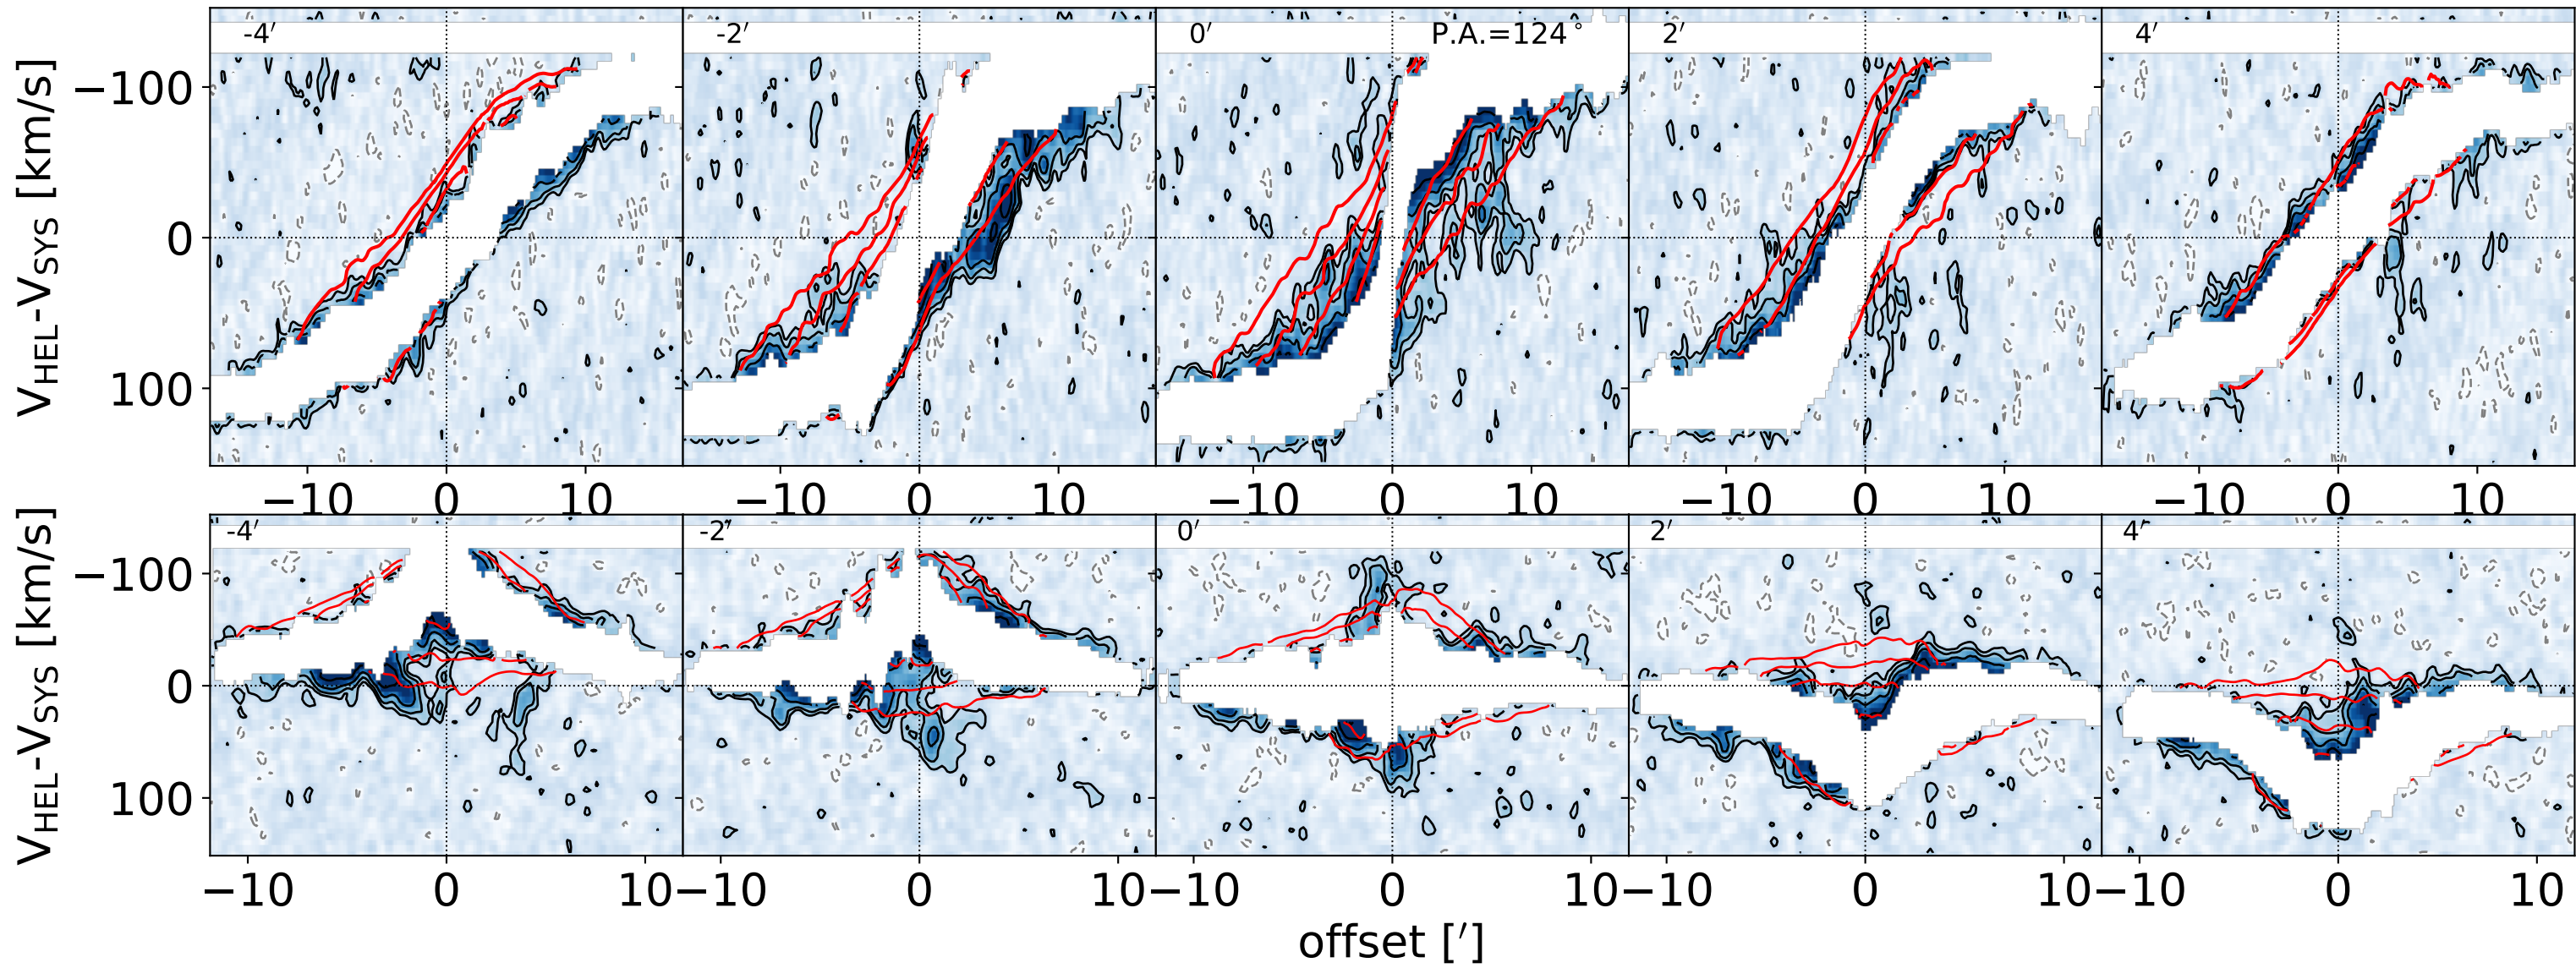 -4′ -2′ 0′ P.A.=124° 2′ 4′
V_HEL-V_SYS [km/s]
−100
0
100
−10 0 10 −10 0 10 −10 0 10 −10 0 10 −10 0 10
-4′ -2′ 0′ 2′ 4′
V_HEL-V_SYS [km/s]
−100
0
100
−10 0 10 −10 0 10 −10 0 10 −10 0 10 −10 0 10
offset [′]